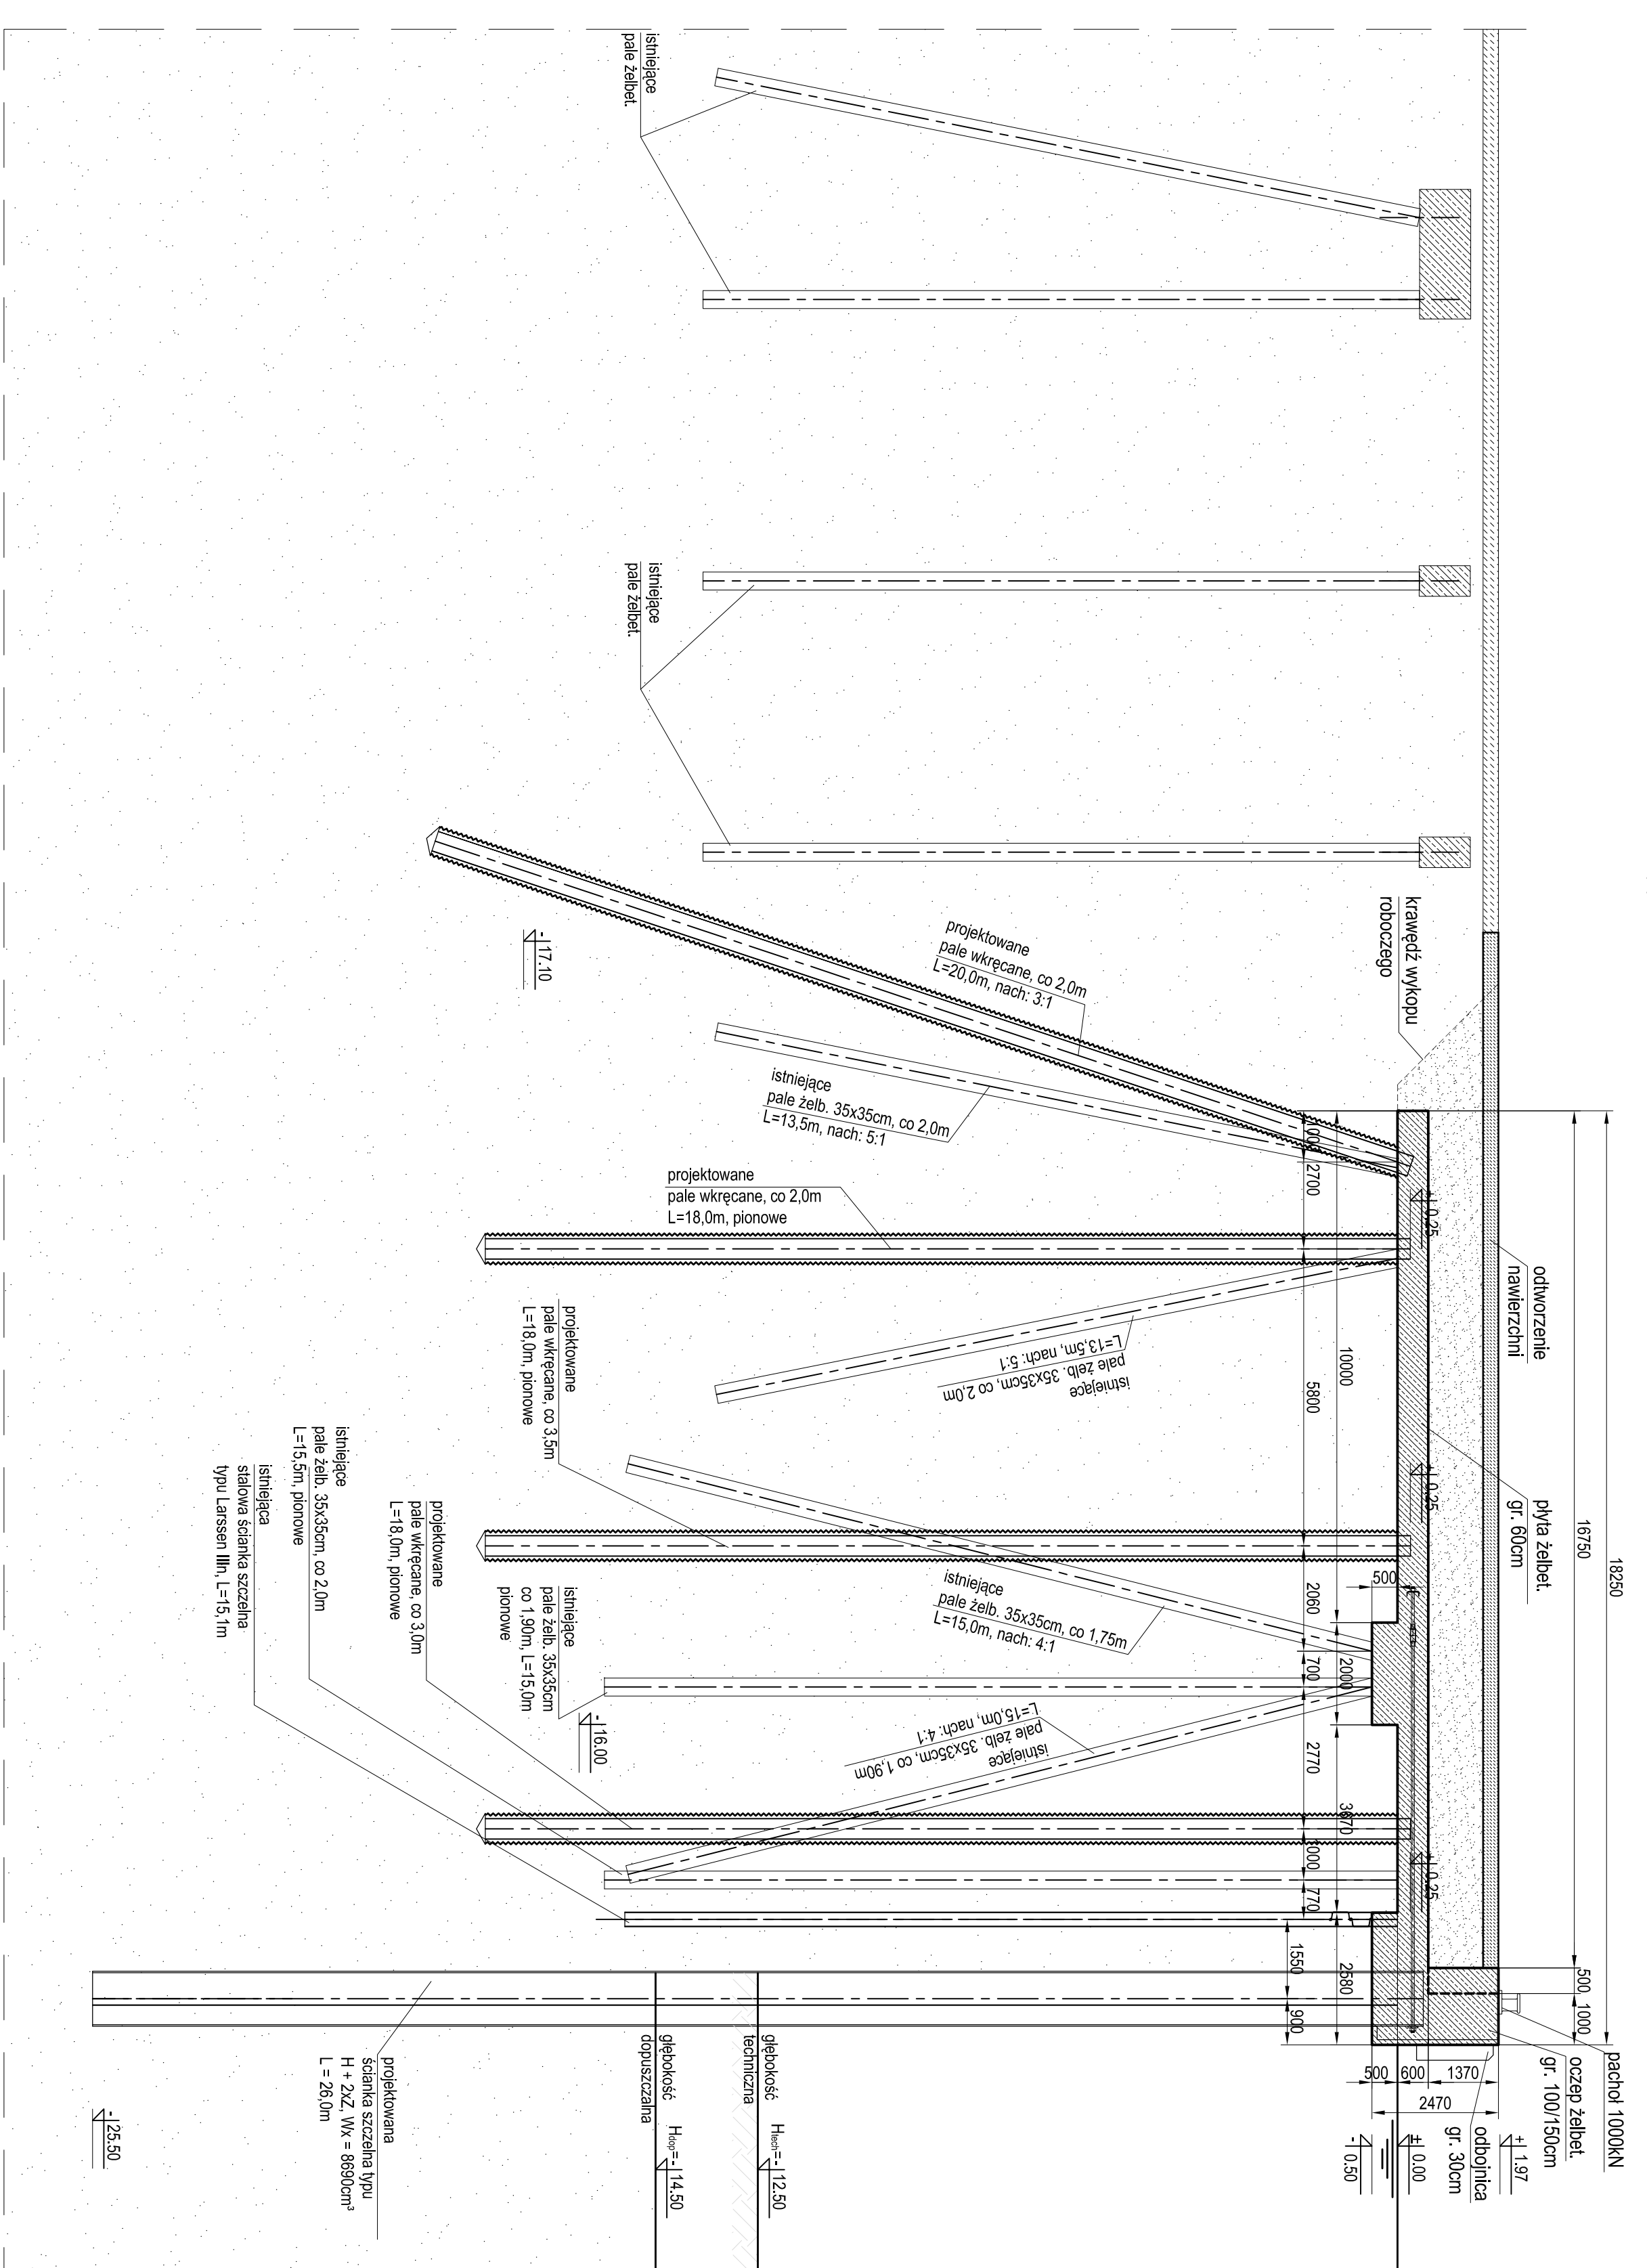 istniejące
pale żelbet.
istniejące
pale żelbet.
krawędź wykopu
roboczego
projektowane
pale wkręcane, co 2,0m
L=20,0m, nach: 3:1
-17.10
istniejące
pale żelb. 35x35cm, co 2,0m
L=13,5m, nach: 5:1
projektowane
pale wkręcane, co 2,0m
L=18,0m, pionowe
istniejące
pale żelb. 35x35cm, co 2,0m
L=13,5m, nach: 5:1
projektowane
pale wkręcane, co 3,5m
L=18,0m, pionowe
istniejące
pale żelb. 35x35cm, co 1,75m
L=15,0m, nach: 4:1
istniejące
pale żelb. 35x35cm
co 1,90m, L=15,0m
pionowe
-16.00
istniejące
pale żelb. 35x35cm, co 1,90m
L=15,0m, nach: 4:1
projektowane
pale wkręcane, co 3,0m
L=18,0m, pionowe
istniejące
pale żelb. 35x35cm, co 2,0m
L=15,5m, pionowe
istniejąca
stalowa ścianka szczelna
typu Larssen IIIn, L=15,1m
odtworzenie
nawierzchni
płyta żelbet.
gr. 60cm
18250
16750
500
1000
10000
2000
3670
2580
1000
2700
5800
2060
700
2770
1000
770
1550
900
500
+0.25
+0.25
+0.25
pachoł 1000kN
oczep żelbet.
gr. 100/150cm
odbojnica
gr. 30cm
500
600
1370
2470
+1.97
±0.00
-0.50
głębokość
techniczna
Htech=-12.50
głębokość
dopuszczalna
Hdop=-14.50
projektowana
ścianka szczelna typu
H + 2xZ, Wx = 8690cm³
L = 26,0m
-25.50